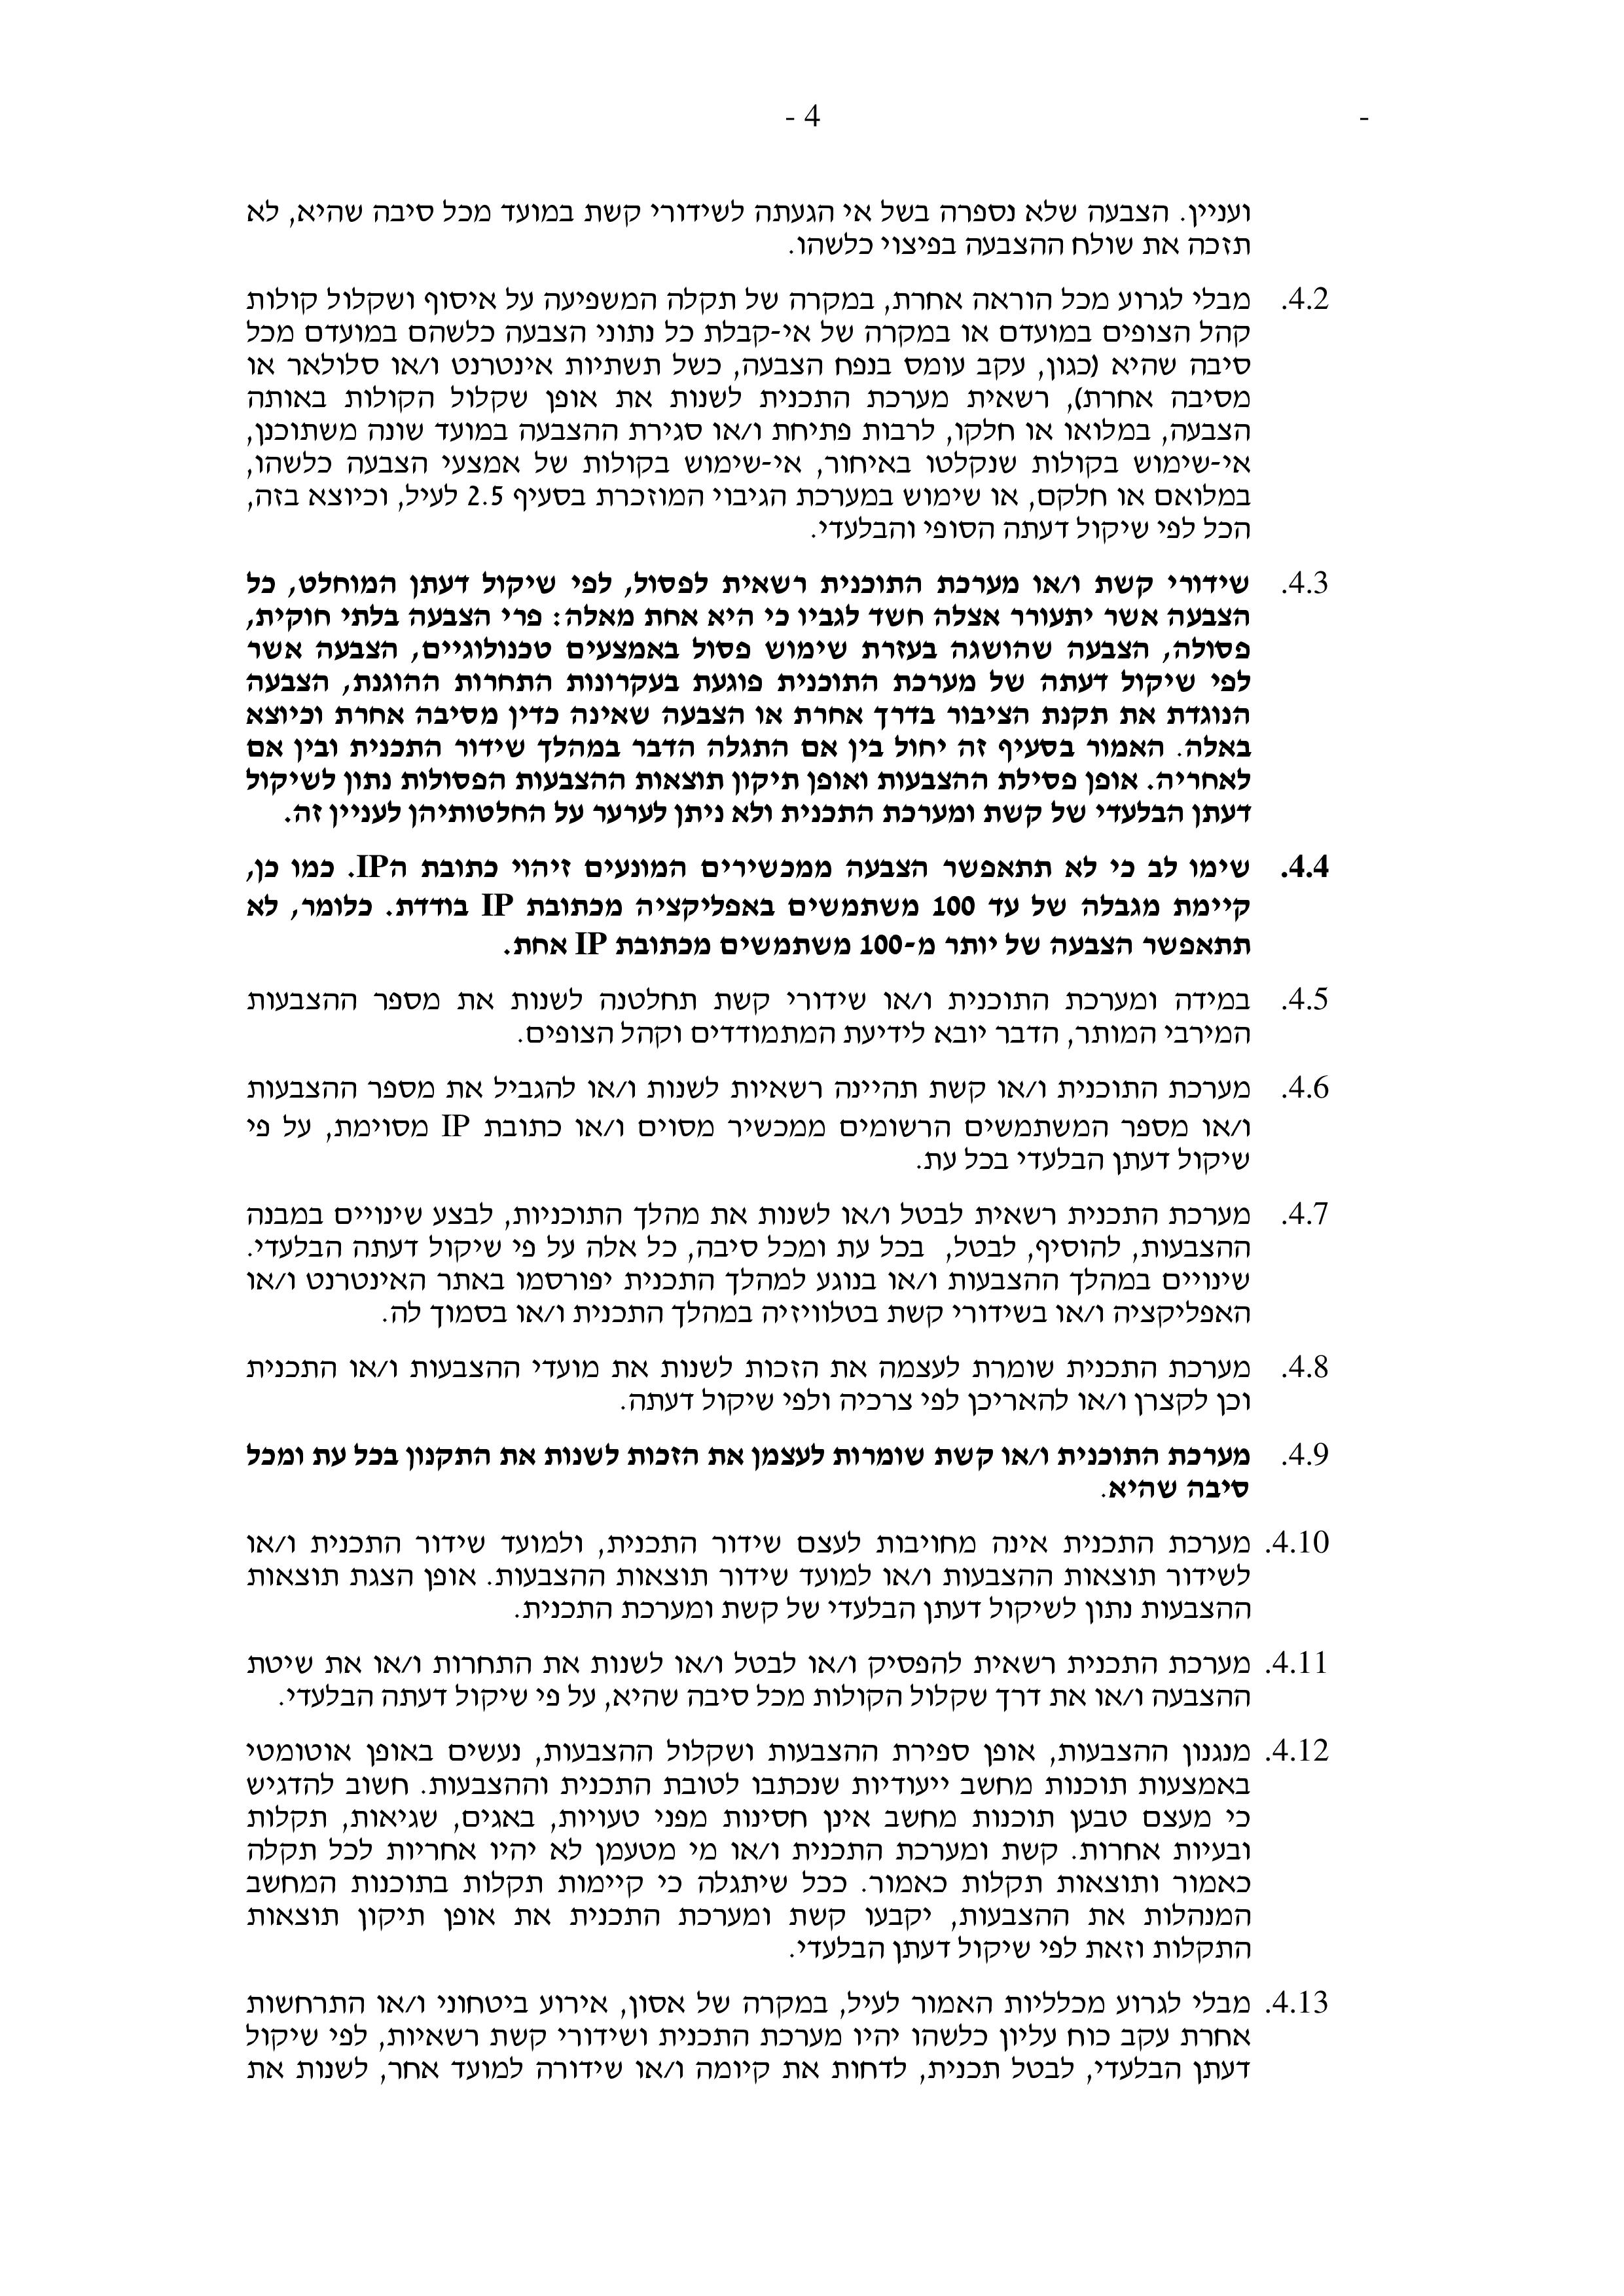 - 4 -
ועניין. הצבעה שלא נספרה בשל אי הגעתה לשידורי קשת במועד מכל סיבה שהיא, לא
תזכה את שולח ההצבעה בפיצוי כלשהו.
4.2. מבלי לגרוע מכל הוראה אחרת, במקרה של תקלה המשפיעה על איסוף ושקלול קולות
קהל הצופים במועדם או במקרה של אי-קבלת כל נתוני הצבעה כלשהם במועדם מכל
סיבה שהיא (כגון, עקב עומס בנפח הצבעה, כשל תשתיות אינטרנט ו/או סלולאר או
מסיבה אחרת), רשאית מערכת התכנית לשנות את אופן שקלול הקולות באותה
הצבעה, במלואו או חלקו, לרבות פתיחת ו/או סגירת ההצבעה במועד שונה משתוכנן,
אי-שימוש בקולות שנקלטו באיחור, אי-שימוש בקולות של אמצעי הצבעה כלשהו,
במלואם או חלקם, או שימוש במערכת הגיבוי המוזכרת בסעיף 2.5 לעיל, וכיוצא בזה,
הכל לפי שיקול דעתה הסופי והבלעדי.
4.3. שידורי קשת ו/או מערכת התוכנית רשאית לפסול, לפי שיקול דעתן המוחלט, כל
הצבעה אשר יתעורר אצלה חשד לגביו כי היא אחת מאלה: פרי הצבעה בלתי חוקית,
פסולה, הצבעה שהושגה בעזרת שימוש פסול באמצעים טכנולוגיים, הצבעה אשר
לפי שיקול דעתה של מערכת התוכנית פוגעת בעקרונות התחרות ההוגנת, הצבעה
הנוגדת את תקנת הציבור בדרך אחרת או הצבעה שאינה כדין מסיבה אחרת וכיוצא
באלה. האמור בסעיף זה יחול בין אם התגלה הדבר במהלך שידור התכנית ובין אם
לאחריה. אופן פסילת ההצבעות ואופן תיקון תוצאות ההצבעות הפסולות נתון לשיקול
דעתן הבלעדי של קשת ומערכת התכנית ולא ניתן לערער על החלטותיהן לעניין זה.
4.4. שימו לב כי לא תתאפשר הצבעה ממכשירים המונעים זיהוי כתובת הIP. כמו כן,
קיימת מגבלה של עד 100 משתמשים באפליקציה מכתובת IP בודדת. כלומר, לא
תתאפשר הצבעה של יותר מ-100 משתמשים מכתובת IP אחת.
4.5. במידה ומערכת התוכנית ו/או שידורי קשת תחלטנה לשנות את מספר ההצבעות
המירבי המותר, הדבר יובא לידיעת המתמודדים וקהל הצופים.
4.6. מערכת התוכנית ו/או קשת תהיינה רשאיות לשנות ו/או להגביל את מספר ההצבעות
ו/או מספר המשתמשים הרשומים ממכשיר מסוים ו/או כתובת IP מסוימת, על פי
שיקול דעתן הבלעדי בכל עת.
4.7. מערכת התכנית רשאית לבטל ו/או לשנות את מהלך התוכניות, לבצע שינויים במבנה
ההצבעות, להוסיף, לבטל, בכל עת ומכל סיבה, כל אלה על פי שיקול דעתה הבלעדי.
שינויים במהלך ההצבעות ו/או בנוגע למהלך התכנית יפורסמו באתר האינטרנט ו/או
האפליקציה ו/או בשידורי קשת בטלוויזיה במהלך התכנית ו/או בסמוך לה.
4.8. מערכת התכנית שומרת לעצמה את הזכות לשנות את מועדי ההצבעות ו/או התכנית
וכן לקצרן ו/או להאריכן לפי צרכיה ולפי שיקול דעתה.
4.9. מערכת התוכנית ו/או קשת שומרות לעצמן את הזכות לשנות את התקנון בכל עת ומכל
סיבה שהיא.
4.10. מערכת התכנית אינה מחויבות לעצם שידור התכנית, ולמועד שידור התכנית ו/או
לשידור תוצאות ההצבעות ו/או למועד שידור תוצאות ההצבעות. אופן הצגת תוצאות
ההצבעות נתון לשיקול דעתן הבלעדי של קשת ומערכת התכנית.
4.11. מערכת התכנית רשאית להפסיק ו/או לבטל ו/או לשנות את התחרות ו/או את שיטת
ההצבעה ו/או את דרך שקלול הקולות מכל סיבה שהיא, על פי שיקול דעתה הבלעדי.
4.12. מנגנון ההצבעות, אופן ספירת ההצבעות ושקלול ההצבעות, נעשים באופן אוטומטי
באמצעות תוכנות מחשב ייעודיות שנכתבו לטובת התכנית וההצבעות. חשוב להדגיש
כי מעצם טבען תוכנות מחשב אינן חסינות מפני טעויות, באגים, שגיאות, תקלות
ובעיות אחרות. קשת ומערכת התכנית ו/או מי מטעמן לא יהיו אחריות לכל תקלה
כאמור ותוצאות תקלות כאמור. ככל שיתגלה כי קיימות תקלות בתוכנות המחשב
המנהלות את ההצבעות, יקבעו קשת ומערכת התכנית את אופן תיקון תוצאות
התקלות וזאת לפי שיקול דעתן הבלעדי.
4.13. מבלי לגרוע מכלליות האמור לעיל, במקרה של אסון, אירוע ביטחוני ו/או התרחשות
אחרת עקב כוח עליון כלשהו יהיו מערכת התכנית ושידורי קשת רשאיות, לפי שיקול
דעתן הבלעדי, לבטל תכנית, לדחות את קיומה ו/או שידורה למועד אחר, לשנות את